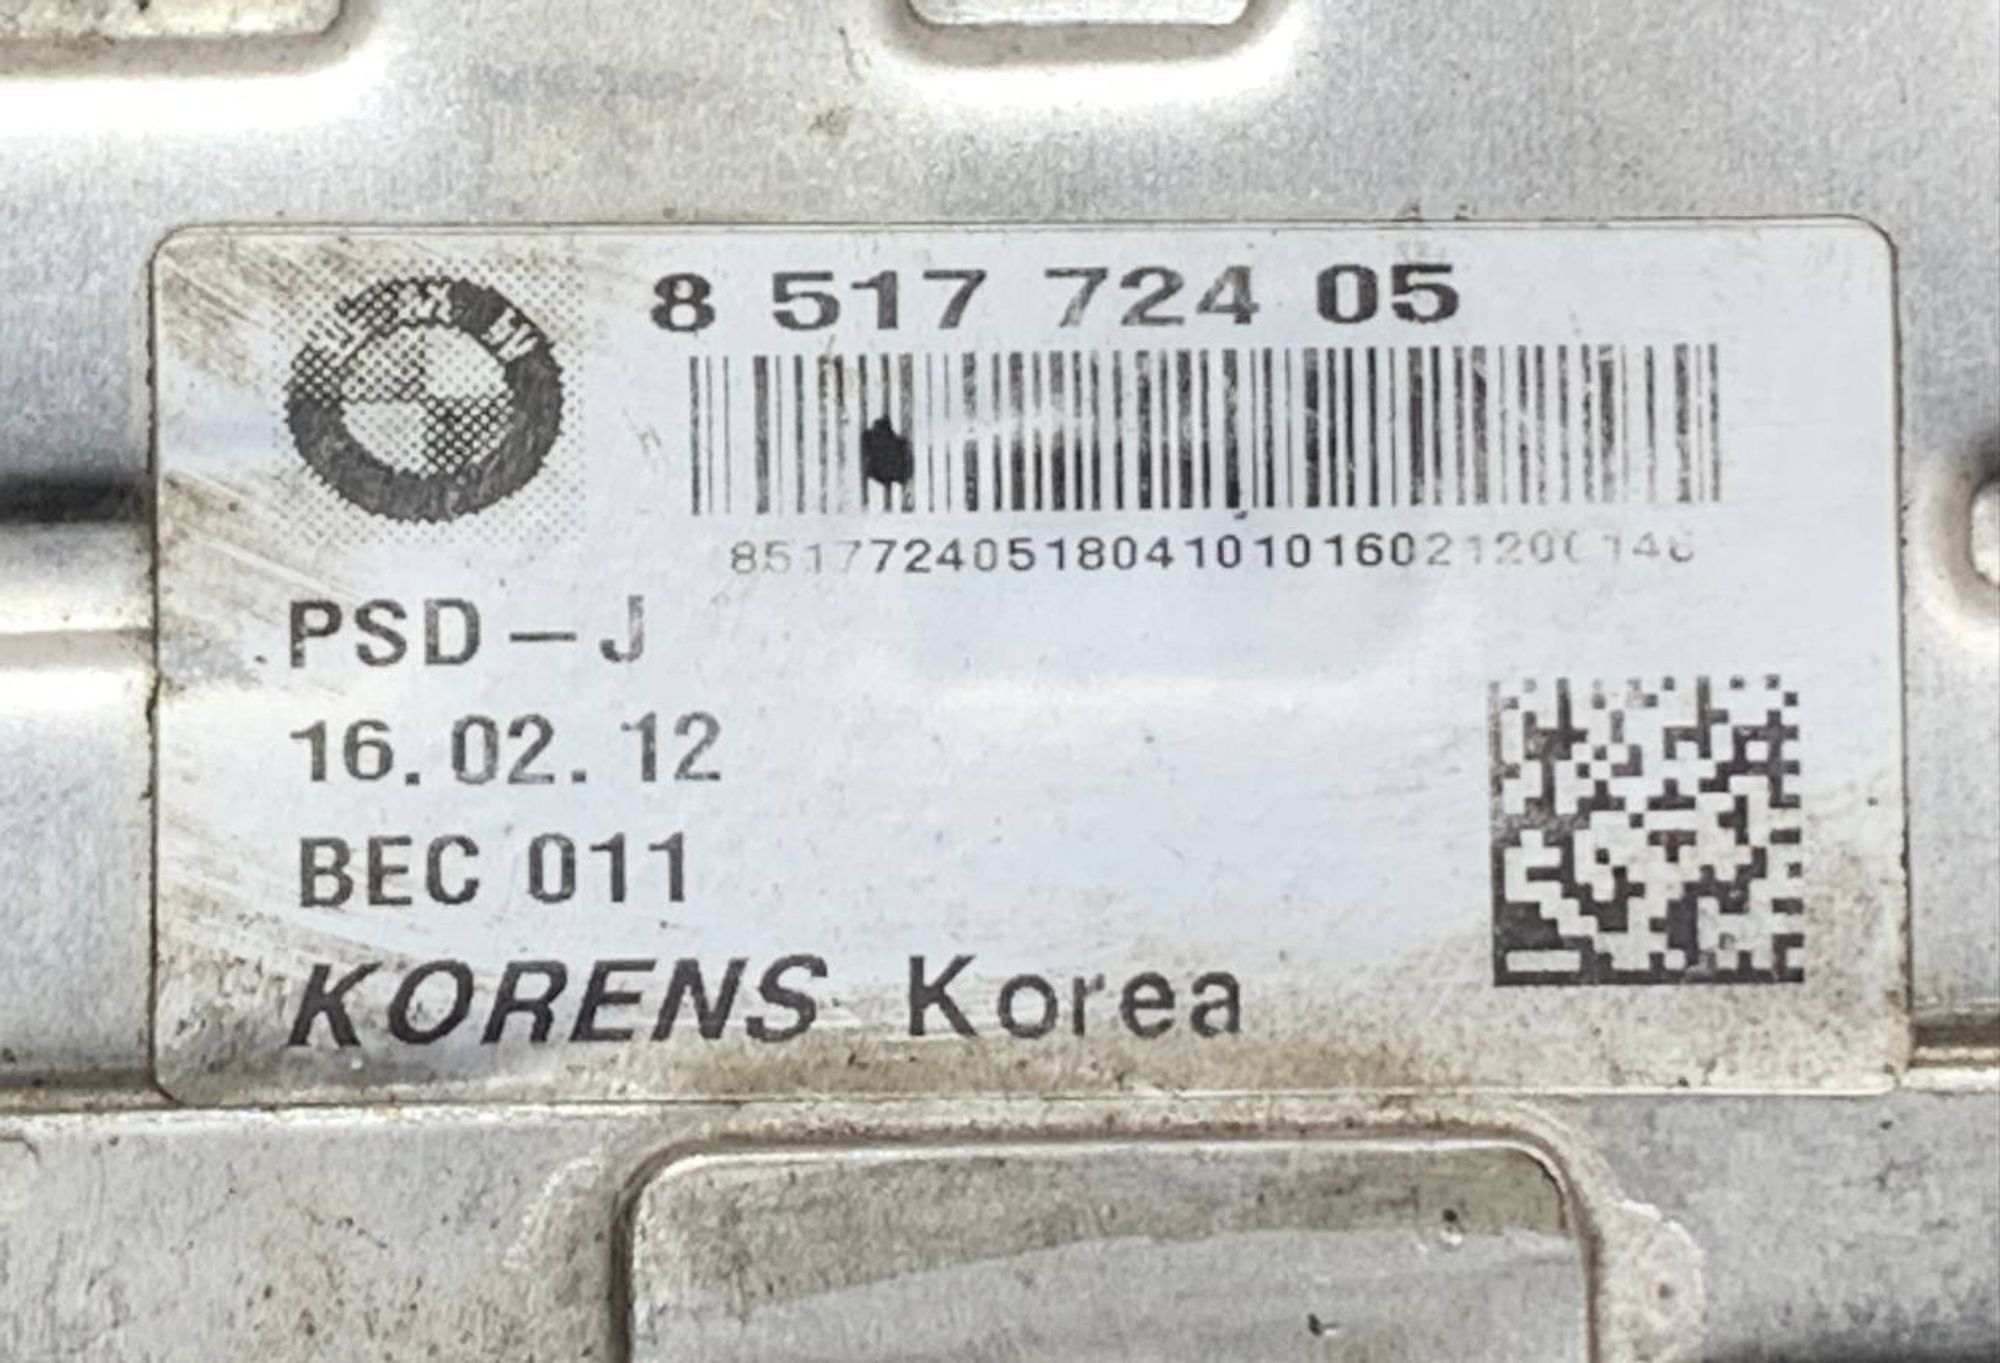 8 517 724 05
PSD-J
16.02.12
BEC 011
KORENS Korea